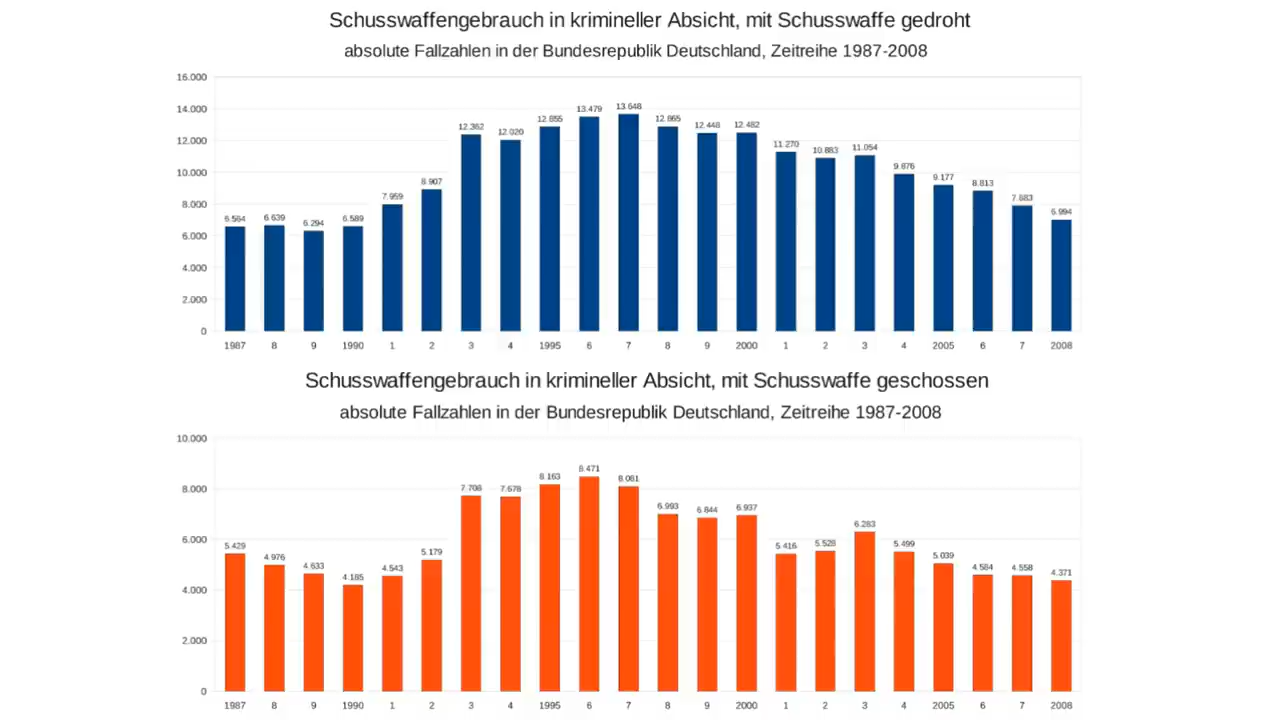 Schusswaffengebrauch in krimineller Absicht, mit Schusswaffe gedroht
absolute Fallzahlen in der Bundesrepublik Deutschland, Zeitreihe 1987-2008
16.000
14.000
12.000
10.000
8.000
6.000
4.000
2.000
0
6.564 6.639 6.294 6.589 7.959 8.907 12.362 12.020 12.855 13.479 13.648 12.865 12.448 12.482 11.270 10.883 11.054 9.876 9.177 8.813 7.883 6.994
1987 8 9 1990 1 2 3 4 1995 6 7 8 9 2000 1 2 3 4 2005 6 7 2008
Schusswaffengebrauch in krimineller Absicht, mit Schusswaffe geschossen
absolute Fallzahlen in der Bundesrepublik Deutschland, Zeitreihe 1987-2008
10.000
8.000
6.000
4.000
2.000
0
5.429 4.976 4.633 4.185 4.543 5.179 7.708 7.678 8.163 8.471 8.081 6.993 6.844 6.937 5.416 5.528 6.283 5.499 5.039 4.584 4.558 4.371
1987 8 9 1990 1 2 3 4 1995 6 7 8 9 2000 1 2 3 4 2005 6 7 2008